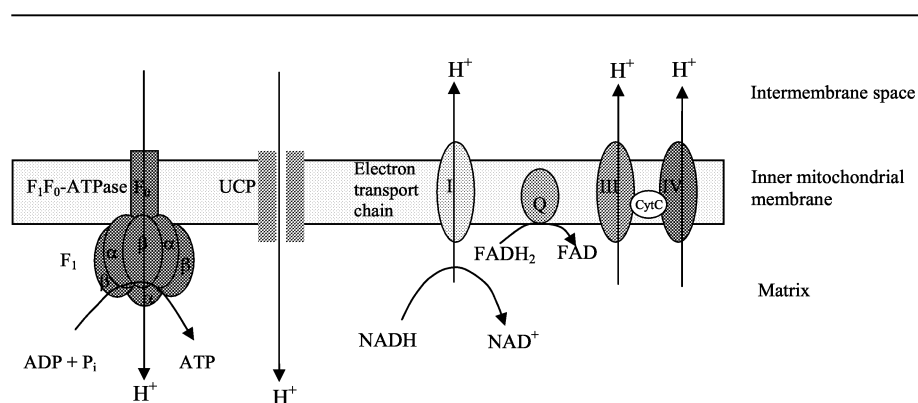 H⁺ H⁺ H⁺
Intermembrane space
F₁F₀-ATPase F₀ UCP Electron transport chain I Q III CytC IV
Inner mitochondrial membrane
F₁ α β α β β
FADH₂ FAD
Matrix
NADH NAD⁺
ADP + Pᵢ ATP
H⁺ H⁺